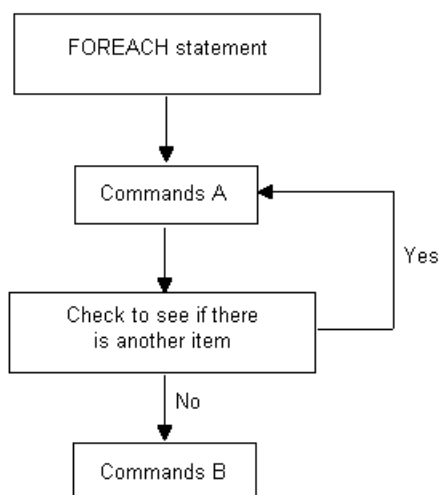 FOREACH statement
Commands A
Yes
Check to see if there
is another item
No
Commands B